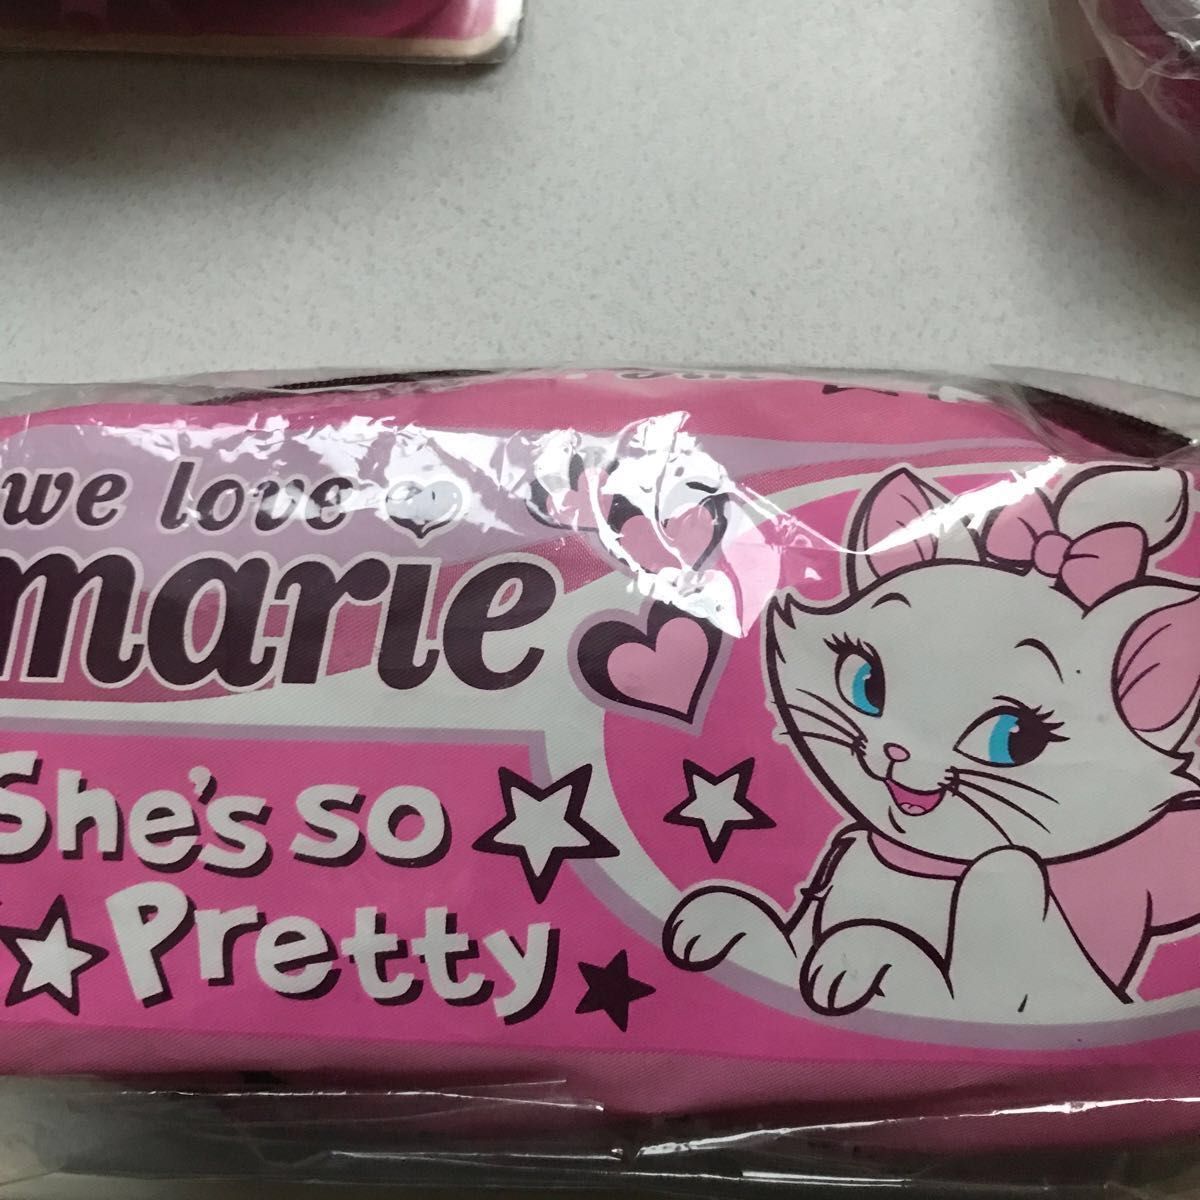 we love
marie
She's so
Pretty